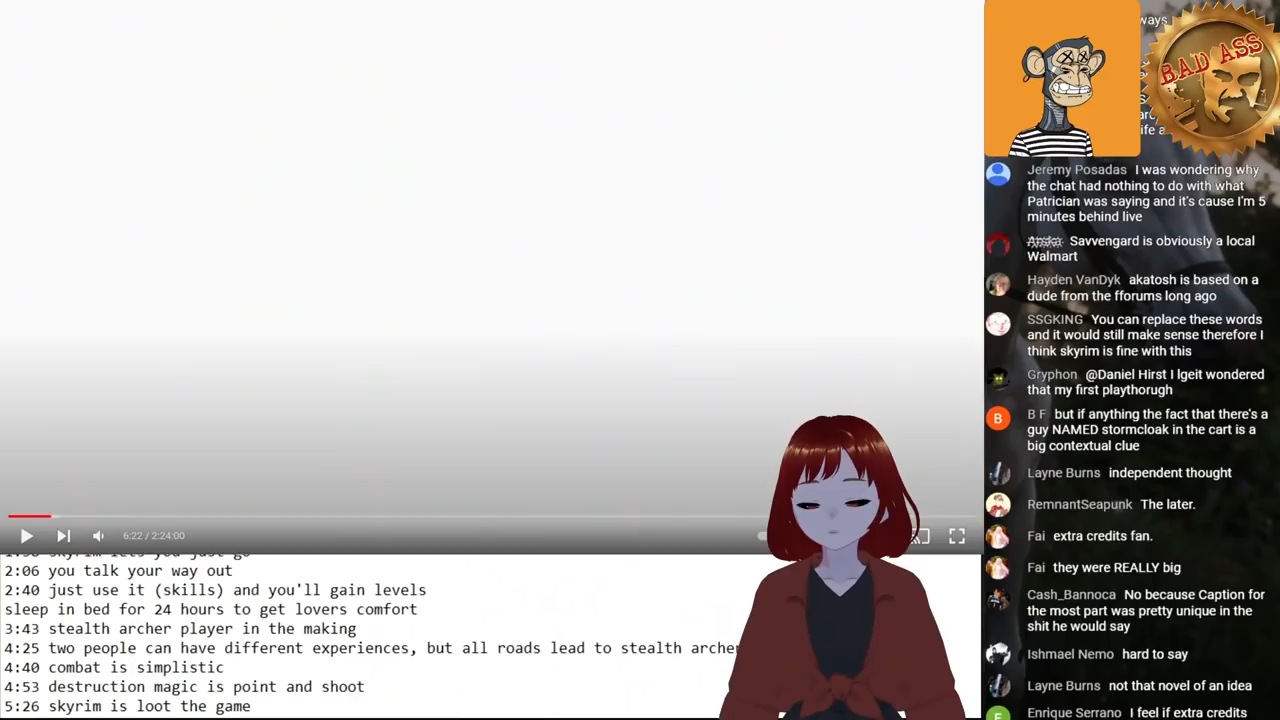 6:22 / 2:24:00
2:06 you talk your way out
2:40 just use it (skills) and you'll gain levels
sleep in bed for 24 hours to get lovers comfort
3:43 stealth archer player in the making
4:25 two people can have different experiences, but all roads lead to stealth archer
4:40 combat is simplistic
4:53 destruction magic is point and shoot
5:26 skyrim is loot the game
BAD ASS
ways
life a
Jeremy Posadas I was wondering why
the chat had nothing to do with what
Patrician was saying and it's cause I'm 5
minutes behind live
Savvengard is obviously a local
Walmart
Hayden VanDyk akatosh is based on a
dude from the fforums long ago
SSGKING You can replace these words
and it would still make sense therefore I
think skyrim is fine with this
Gryphon @Daniel Hirst I lgeit wondered
that my first playthorugh
B
B F but if anything the fact that there's a
guy NAMED stormcloak in the cart is a
big contextual clue
Layne Burns independent thought
RemnantSeapunk The later.
Fai extra credits fan.
Fai they were REALLY big
Cash_Bannoca No because Caption for
the most part was pretty unique in the
shit he would say
Ishmael Nemo hard to say
Layne Burns not that novel of an idea
Enrique Serrano I feel if extra credits